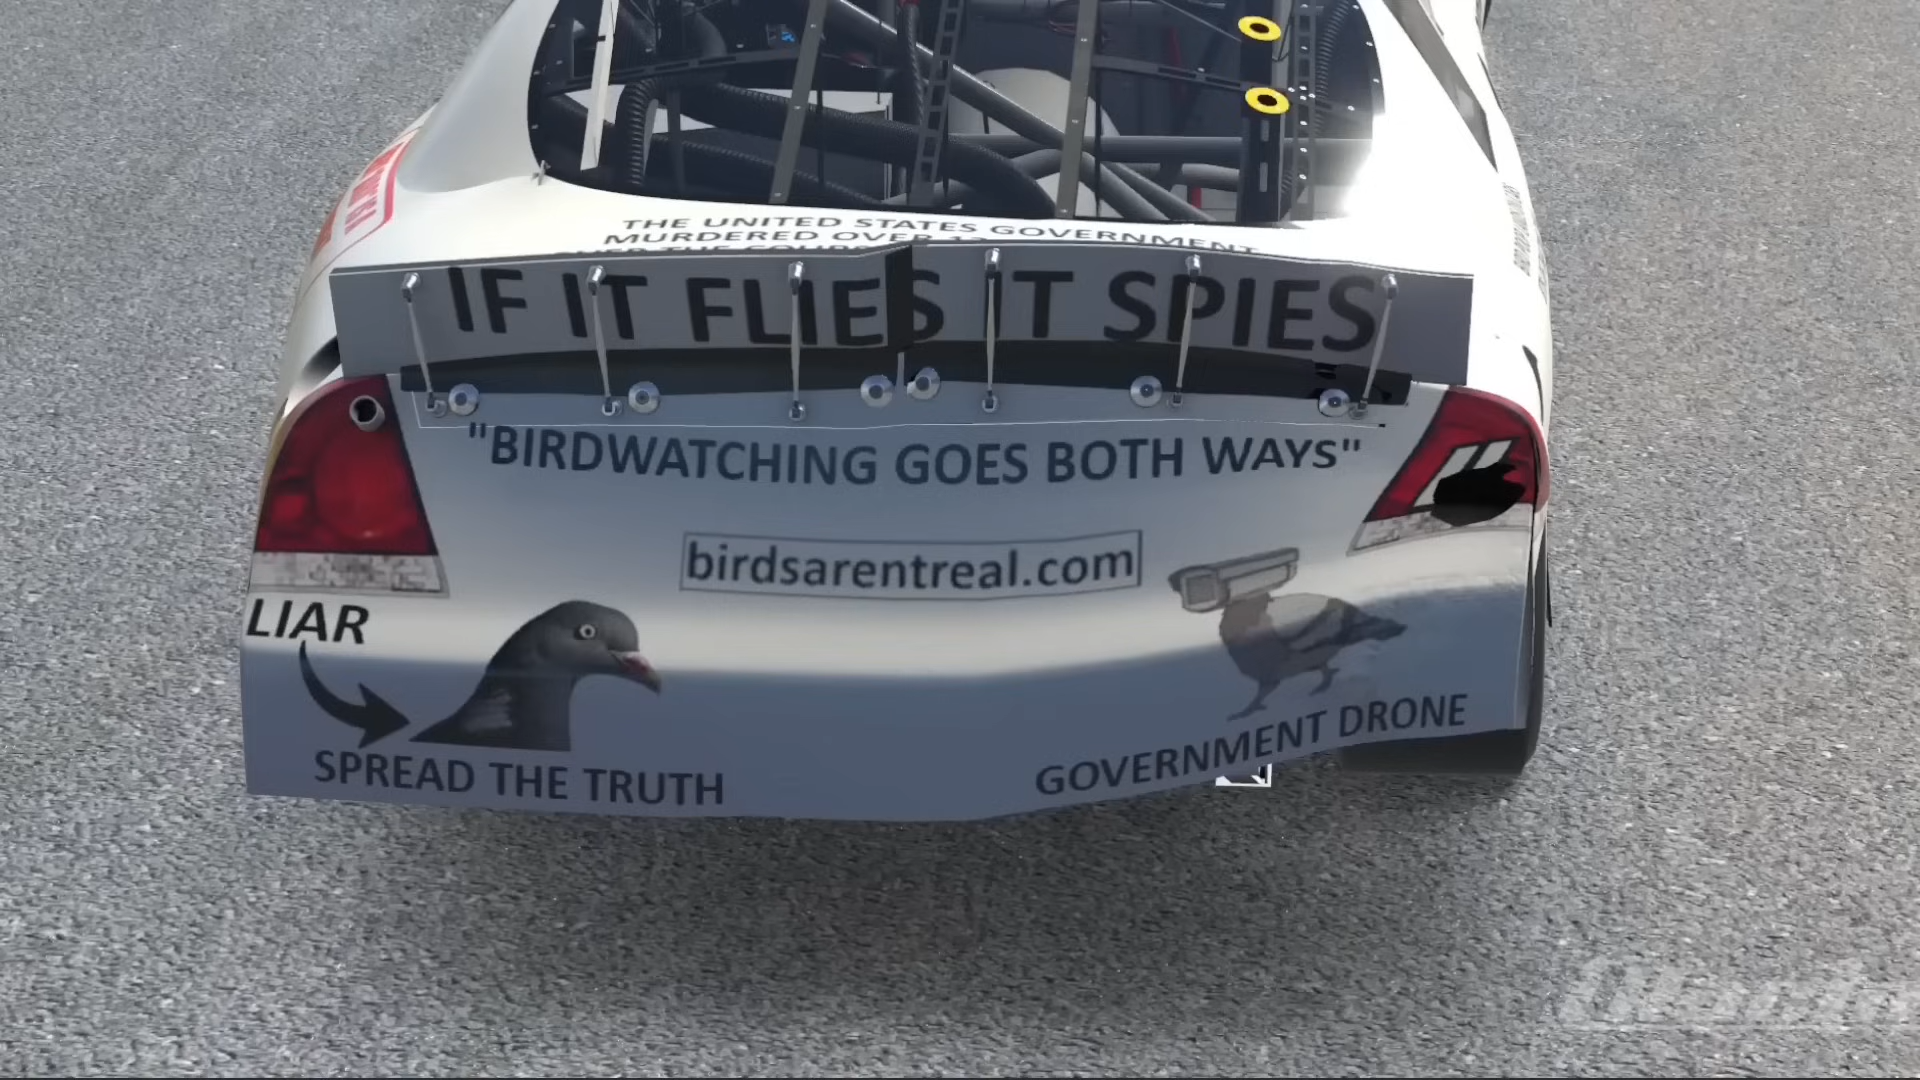 THE UNITED STATES GOVERNMENT
MURDERED OVER
IF IT FLIES IT SPIES
"BIRDWATCHING GOES BOTH WAYS"
birdsarentreal.com
LIAR
SPREAD THE TRUTH
GOVERNMENT DRONE